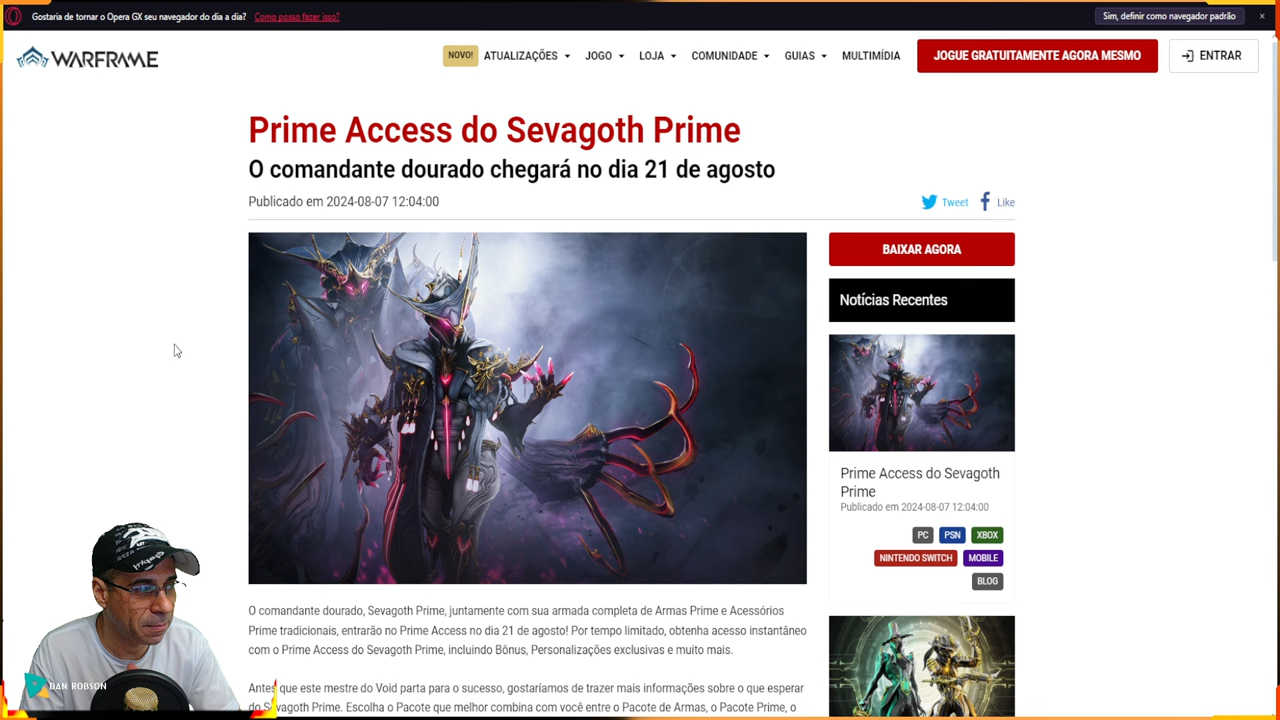 Gostaria de tornar o Opera GX seu navegador do dia a dia? Como posso fazer isso? Sim, definir como navegador padrão ×
WARFRAME NOVO! ATUALIZAÇÕES JOGO LOJA COMUNIDADE GUIAS MULTIMÍDIA JOGUE GRATUITAMENTE AGORA MESMO ENTRAR
Prime Access do Sevagoth Prime
O comandante dourado chegará no dia 21 de agosto
Publicado em 2024-08-07 12:04:00 Tweet Like
BAIXAR AGORA
Notícias Recentes
Prime Access do Sevagoth
Prime
Publicado em 2024-08-07 12:04:00
PC PSN XBOX
NINTENDO SWITCH MOBILE
BLOG
O comandante dourado, Sevagoth Prime, juntamente com sua armada completa de Armas Prime e Acessórios
Prime tradicionais, entrarão no Prime Access no dia 21 de agosto! Por tempo limitado, obtenha acesso instantâneo
com o Prime Access do Sevagoth Prime, incluindo Bônus, Personalizações exclusivas e muito mais.
Antes que este mestre do Void parta para o sucesso, gostaríamos de trazer mais informações sobre o que esperar
do Sevagoth Prime. Escolha o Pacote que melhor combina com você entre o Pacote de Armas, o Pacote Prime, o
DAN ROBSON